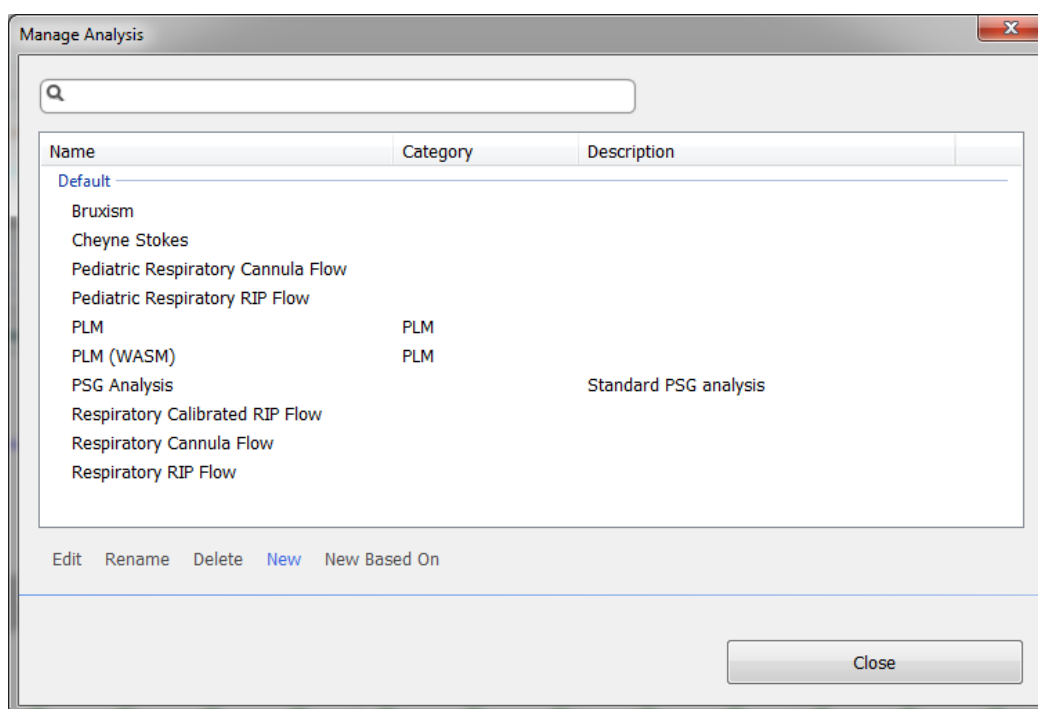 Manage Analysis
Name Category Description
Default
Bruxism
Cheyne Stokes
Pediatric Respiratory Cannula Flow
Pediatric Respiratory RIP Flow
PLM PLM
PLM (WASM) PLM
PSG Analysis Standard PSG analysis
Respiratory Calibrated RIP Flow
Respiratory Cannula Flow
Respiratory RIP Flow
Edit Rename Delete New New Based On
Close